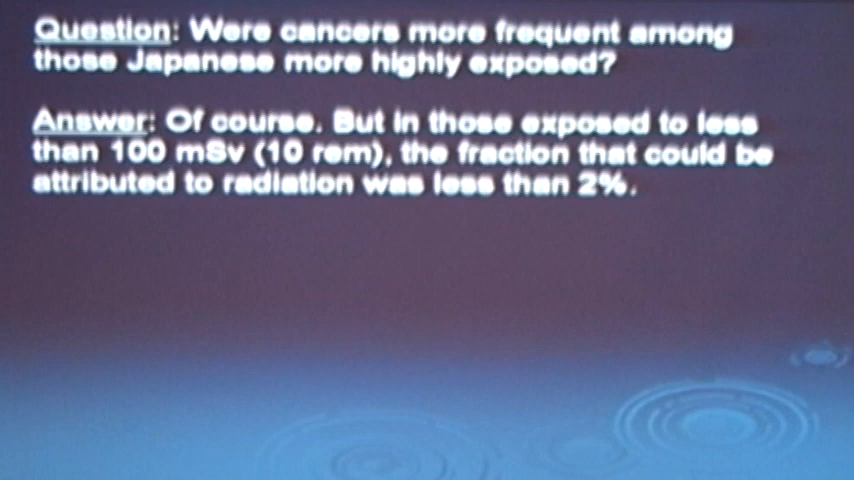 Question: Were cancers more frequent among
those Japanese more highly exposed?
Answer: Of course. But in those exposed to less
than 100 mSv (10 rem), the fraction that could be
attributed to radiation was less than 2%.